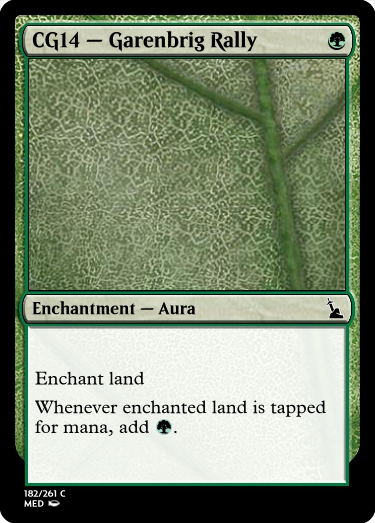 CG14 — Garenbrig Rally
Enchantment — Aura
Enchant land
Whenever enchanted land is tapped
for mana, add .
182/261 C
MED